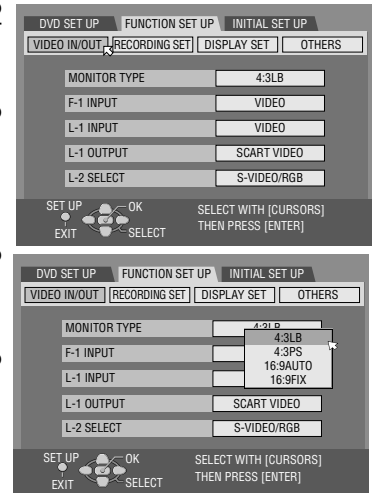 DVD SET UP FUNCTION SET UP INITIAL SET UP
VIDEO IN/OUT RECORDING SET DISPLAY SET OTHERS
MONITOR TYPE 4:3LB
F-1 INPUT VIDEO
L-1 INPUT VIDEO
L-1 OUTPUT SCART VIDEO
L-2 SELECT S-VIDEO/RGB
SET UP OK SELECT WITH [CURSORS]
EXIT SELECT THEN PRESS [ENTER]
DVD SET UP FUNCTION SET UP INITIAL SET UP
VIDEO IN/OUT RECORDING SET DISPLAY SET OTHERS
MONITOR TYPE 4:3LB
4:3LB
F-1 INPUT 4:3PS
16:9AUTO
L-1 INPUT 16:9FIX
L-1 OUTPUT SCART VIDEO
L-2 SELECT S-VIDEO/RGB
SET UP OK SELECT WITH [CURSORS]
EXIT SELECT THEN PRESS [ENTER]